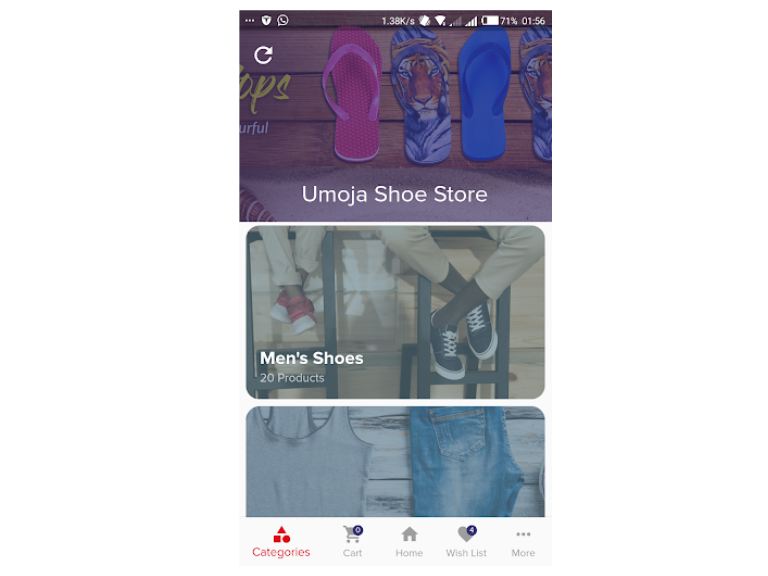 1.38K/s 71% 01:56
ops
urful
Umoja Shoe Store
Men's Shoes
20 Products
0
4
Categories
Cart
Home
Wish List
More